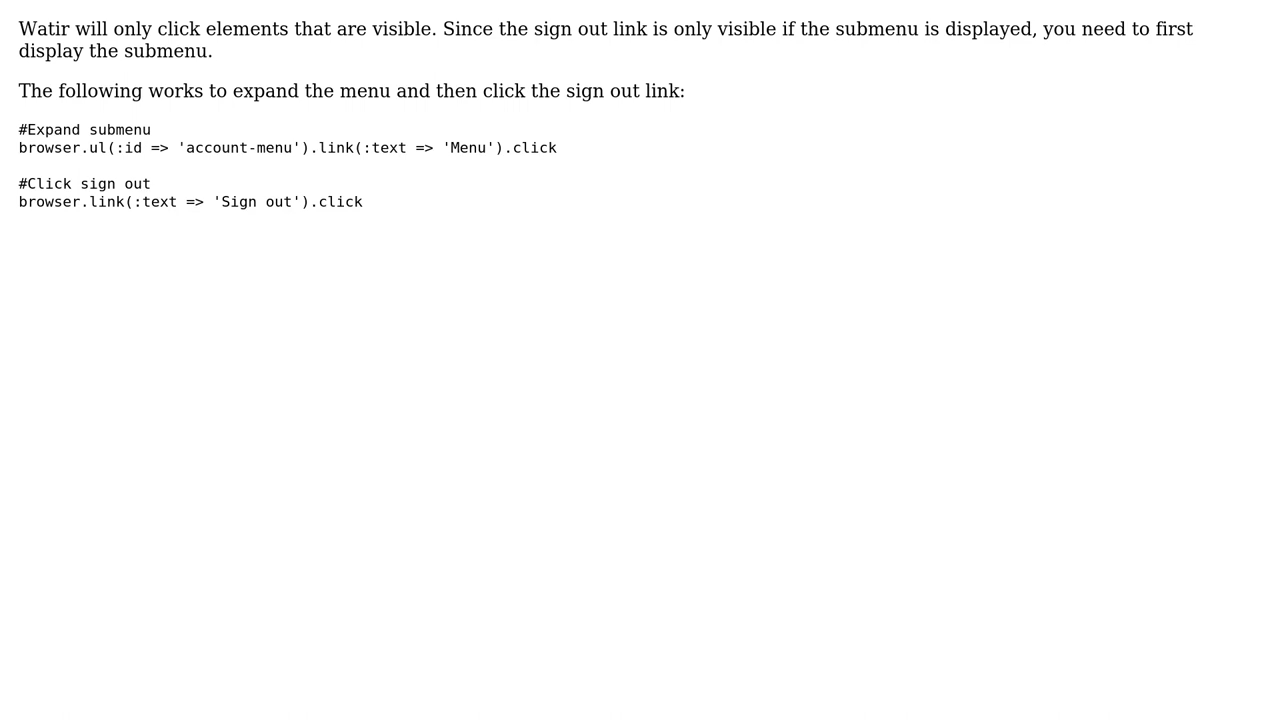 Watir will only click elements that are visible. Since the sign out link is only visible if the submenu is displayed, you need to first
display the submenu.
The following works to expand the menu and then click the sign out link:
#Expand submenu
browser.ul(:id => 'account-menu').link(:text => 'Menu').click
#Click sign out
browser.link(:text => 'Sign out').click